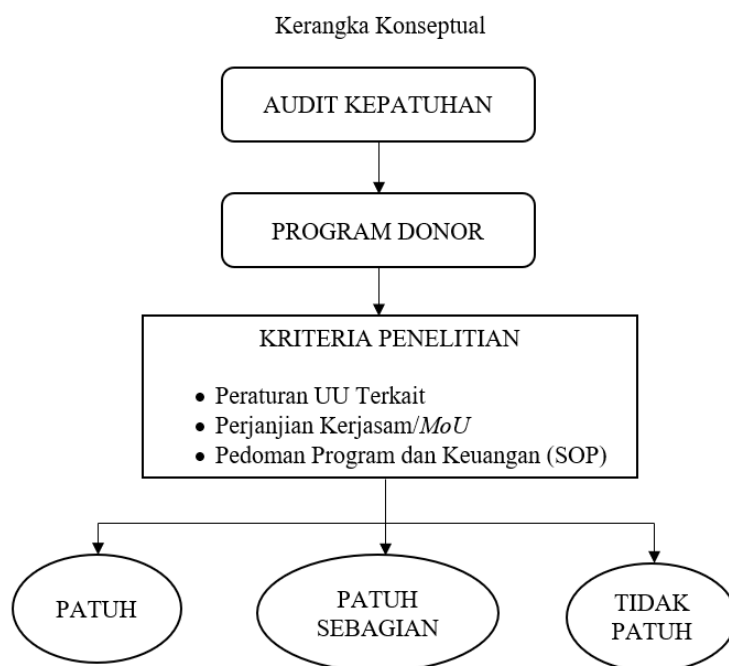 Kerangka Konseptual
AUDIT KEPATUHAN
PROGRAM DONOR
KRITERIA PENELITIAN
• Peraturan UU Terkait
• Perjanjian Kerjasam/MoU
• Pedoman Program dan Keuangan (SOP)
PATUH
PATUH
SEBAGIAN
TIDAK
PATUH